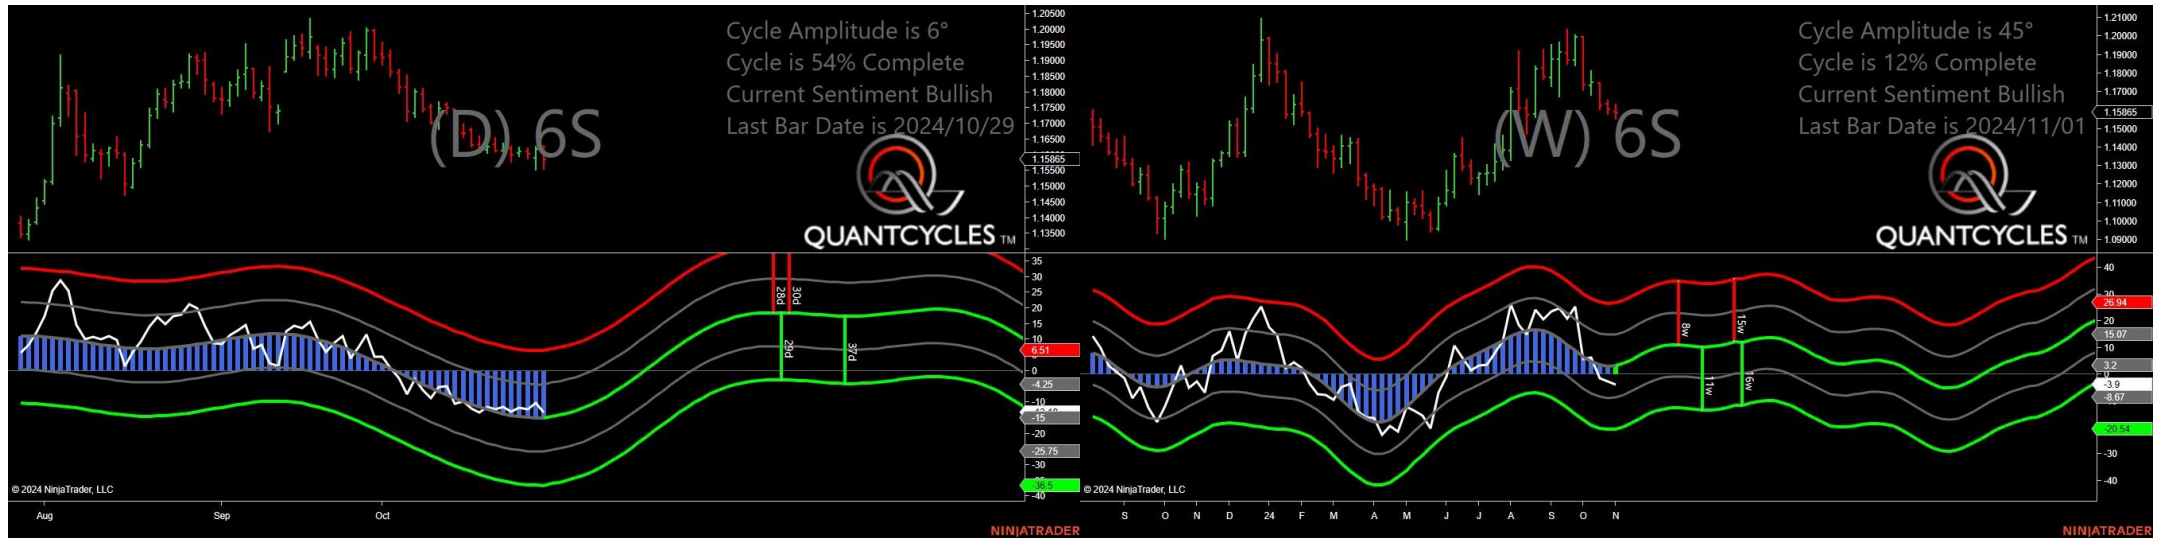 Cycle Amplitude is 6°
Cycle is 54% Complete
Current Sentiment Bullish
Last Bar Date is 2024/10/29
(D) 6S
QUANTCYCLES TM
1.20500
1.20000
1.19500
1.19000
1.18500
1.18000
1.17500
1.17000
1.16500
1.15865
1.15500
1.15000
1.14500
1.14000
1.13500
35
30
25
20
15
10
6.51
0
-4.25
-10
-15
-20
-25.75
-30
-36.5
-40
28d
30d
29d
37d
© 2024 NinjaTrader, LLC
Aug Sep Oct
NINJATRADER
Cycle Amplitude is 45°
Cycle is 12% Complete
Current Sentiment Bullish
Last Bar Date is 2024/11/01
(W) 6S
QUANTCYCLES TM
1.21000
1.20000
1.19000
1.18000
1.17000
1.15865
1.15000
1.14000
1.13000
1.12000
1.11000
1.10000
1.09000
40
30
26.94
20
15.07
10
3.2
0
-3.9
-8.67
-20.54
-30
-40
8w
15w
11w
16w
© 2024 NinjaTrader, LLC
S O N D 24 F M A M J J A S O N
NINJATRADER